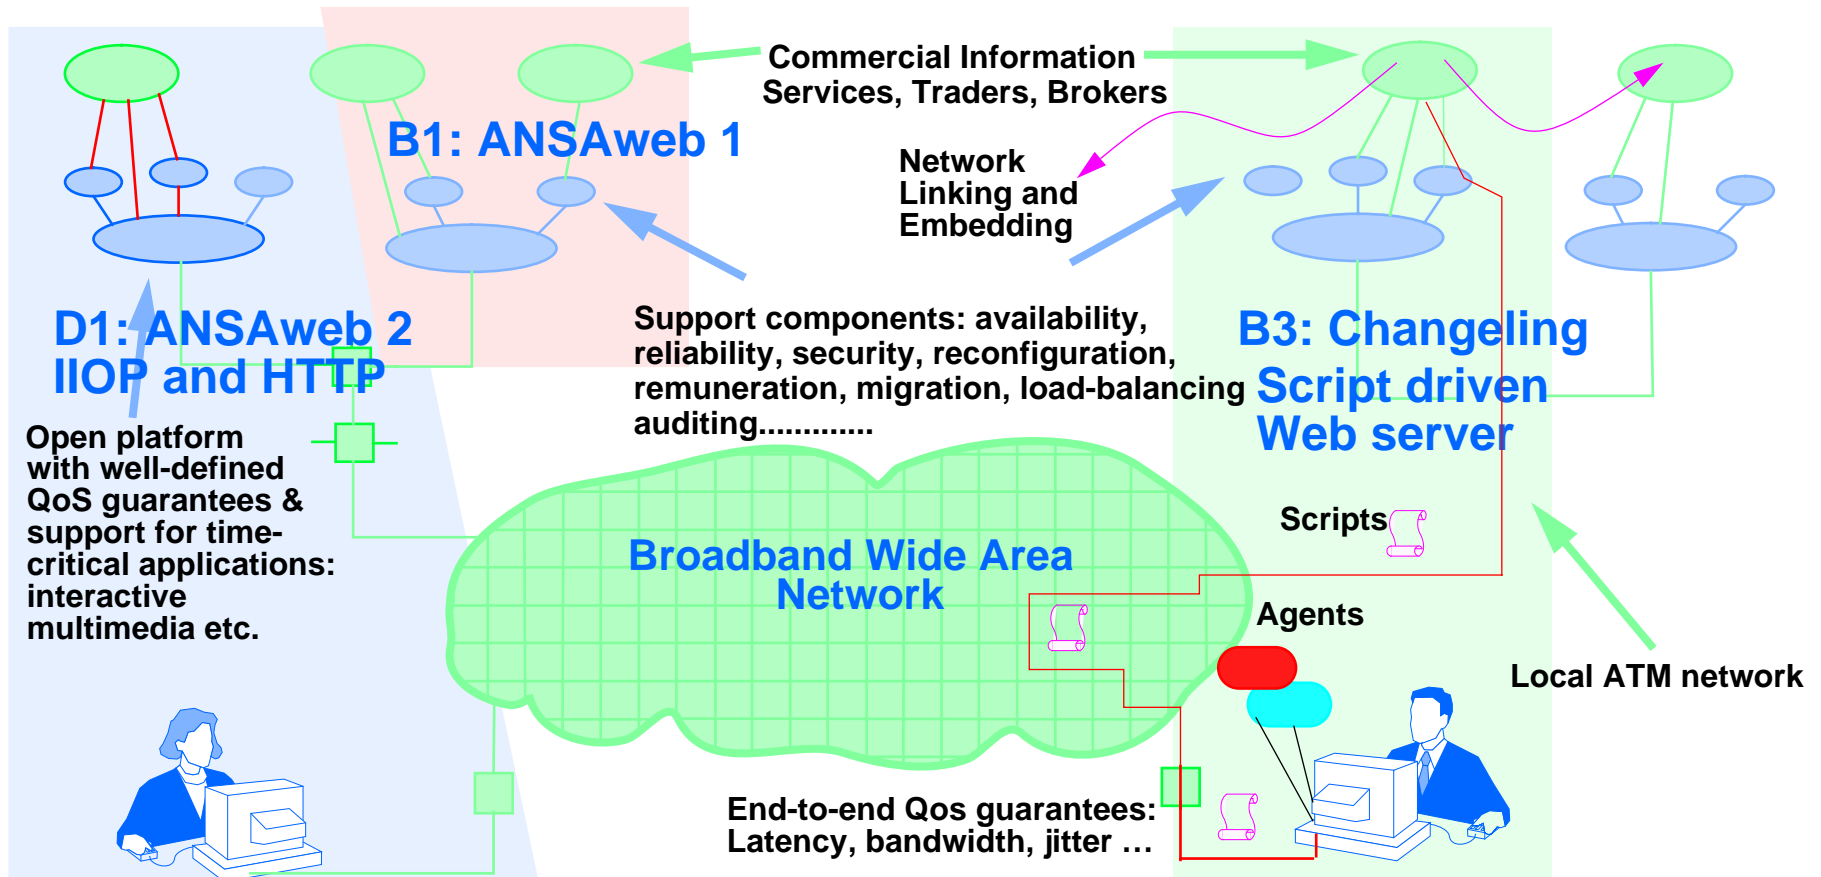 Commercial Information
Services, Traders, Brokers
B1: ANSAweb 1
Network
Linking and
Embedding
D1: ANSAweb 2
IIOP and HTTP
Support components: availability,
reliability, security, reconfiguration,
remuneration, migration, load-balancing
auditing.............
B3: Changeling
Script driven
Web server
Open platform
with well-defined
QoS guarantees &
support for time-
critical applications:
interactive
multimedia etc.
Scripts
Broadband Wide Area
Network
Agents
Local ATM network
End-to-end Qos guarantees:
Latency, bandwidth, jitter …